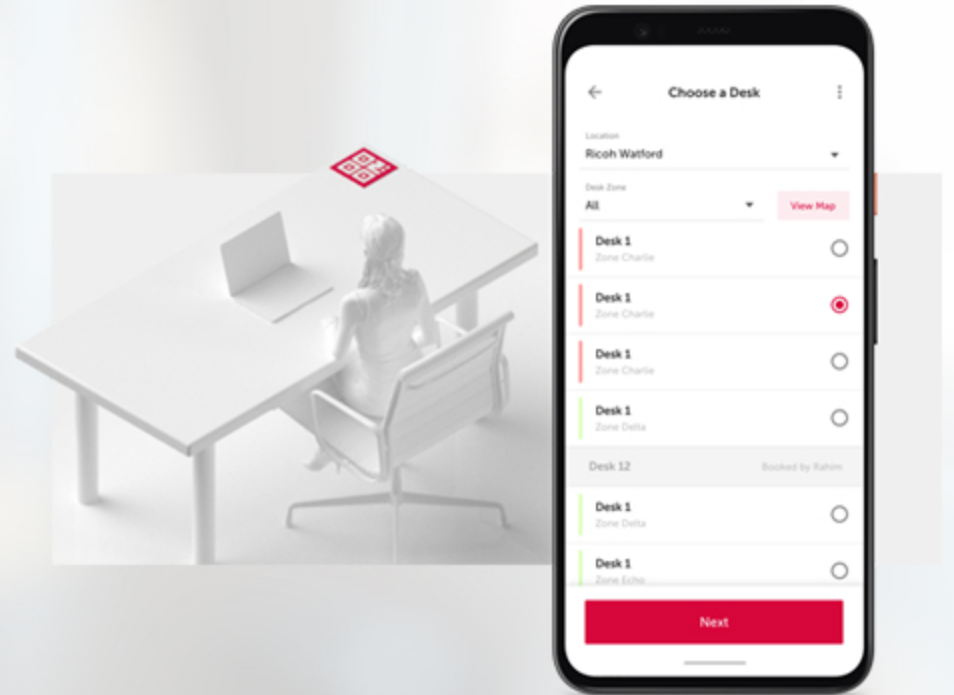 Choose a Desk
Location
Ricoh Watford
Desk Zone
All
View Map
Desk 1
Zone Charlie
Desk 1
Zone Charlie
Desk 1
Zone Charlie
Desk 1
Zone Delta
Desk 12 Booked by Rahim
Desk 1
Zone Delta
Desk 1
Zone Echo
Next